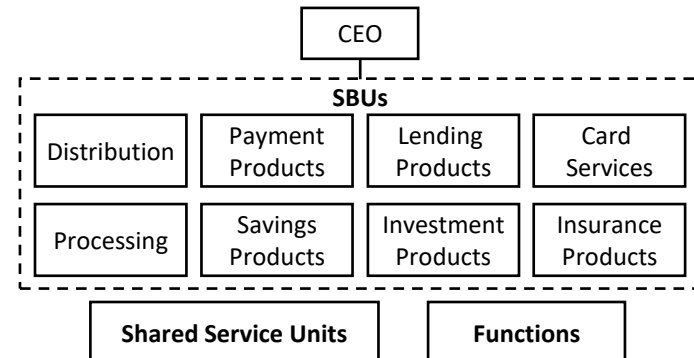 CEO
SBUs
Distribution
Payment
Products
Lending
Products
Card
Services
Processing
Savings
Products
Investment
Products
Insurance
Products
Shared Service Units
Functions